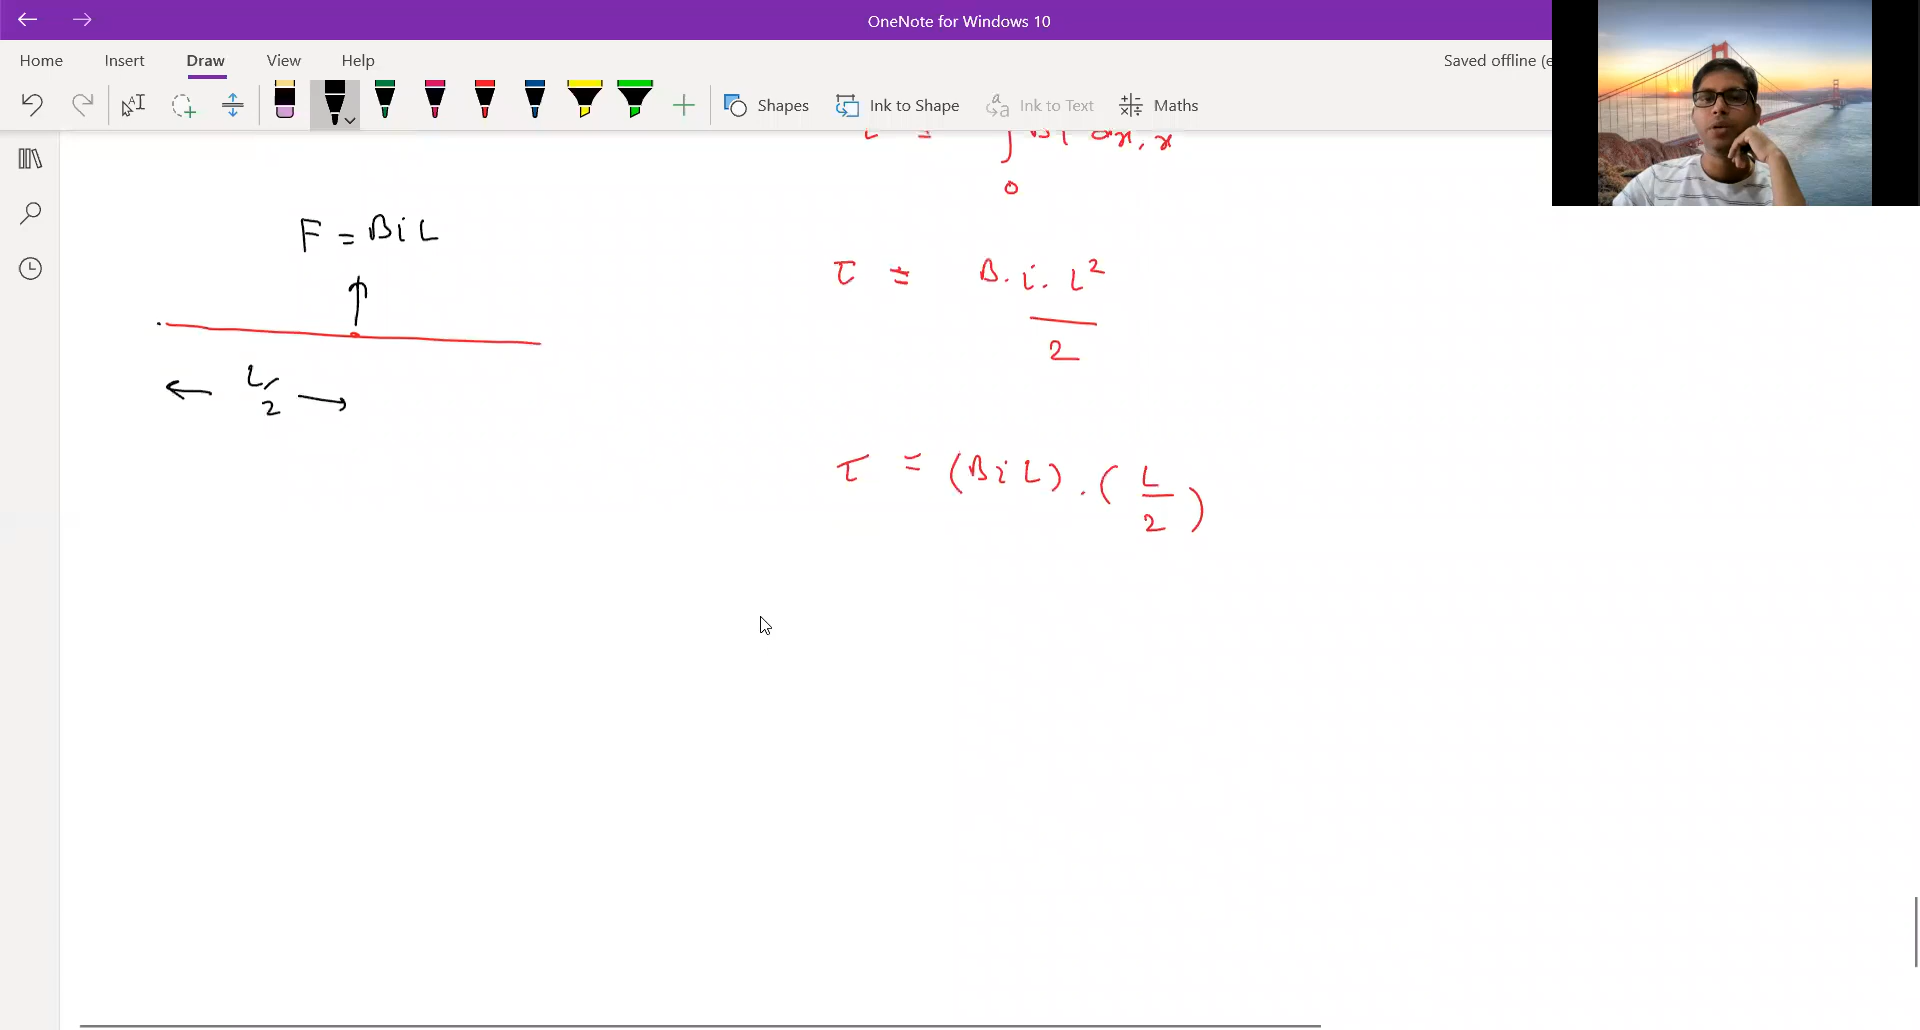 OneNote for Windows 10
Home Insert Draw View Help Saved offline (e
Shapes Ink to Shape Ink to Text Maths
0
F = BiL
τ = B. i. L²
2
L/2
τ = (BiL) . (L
2)